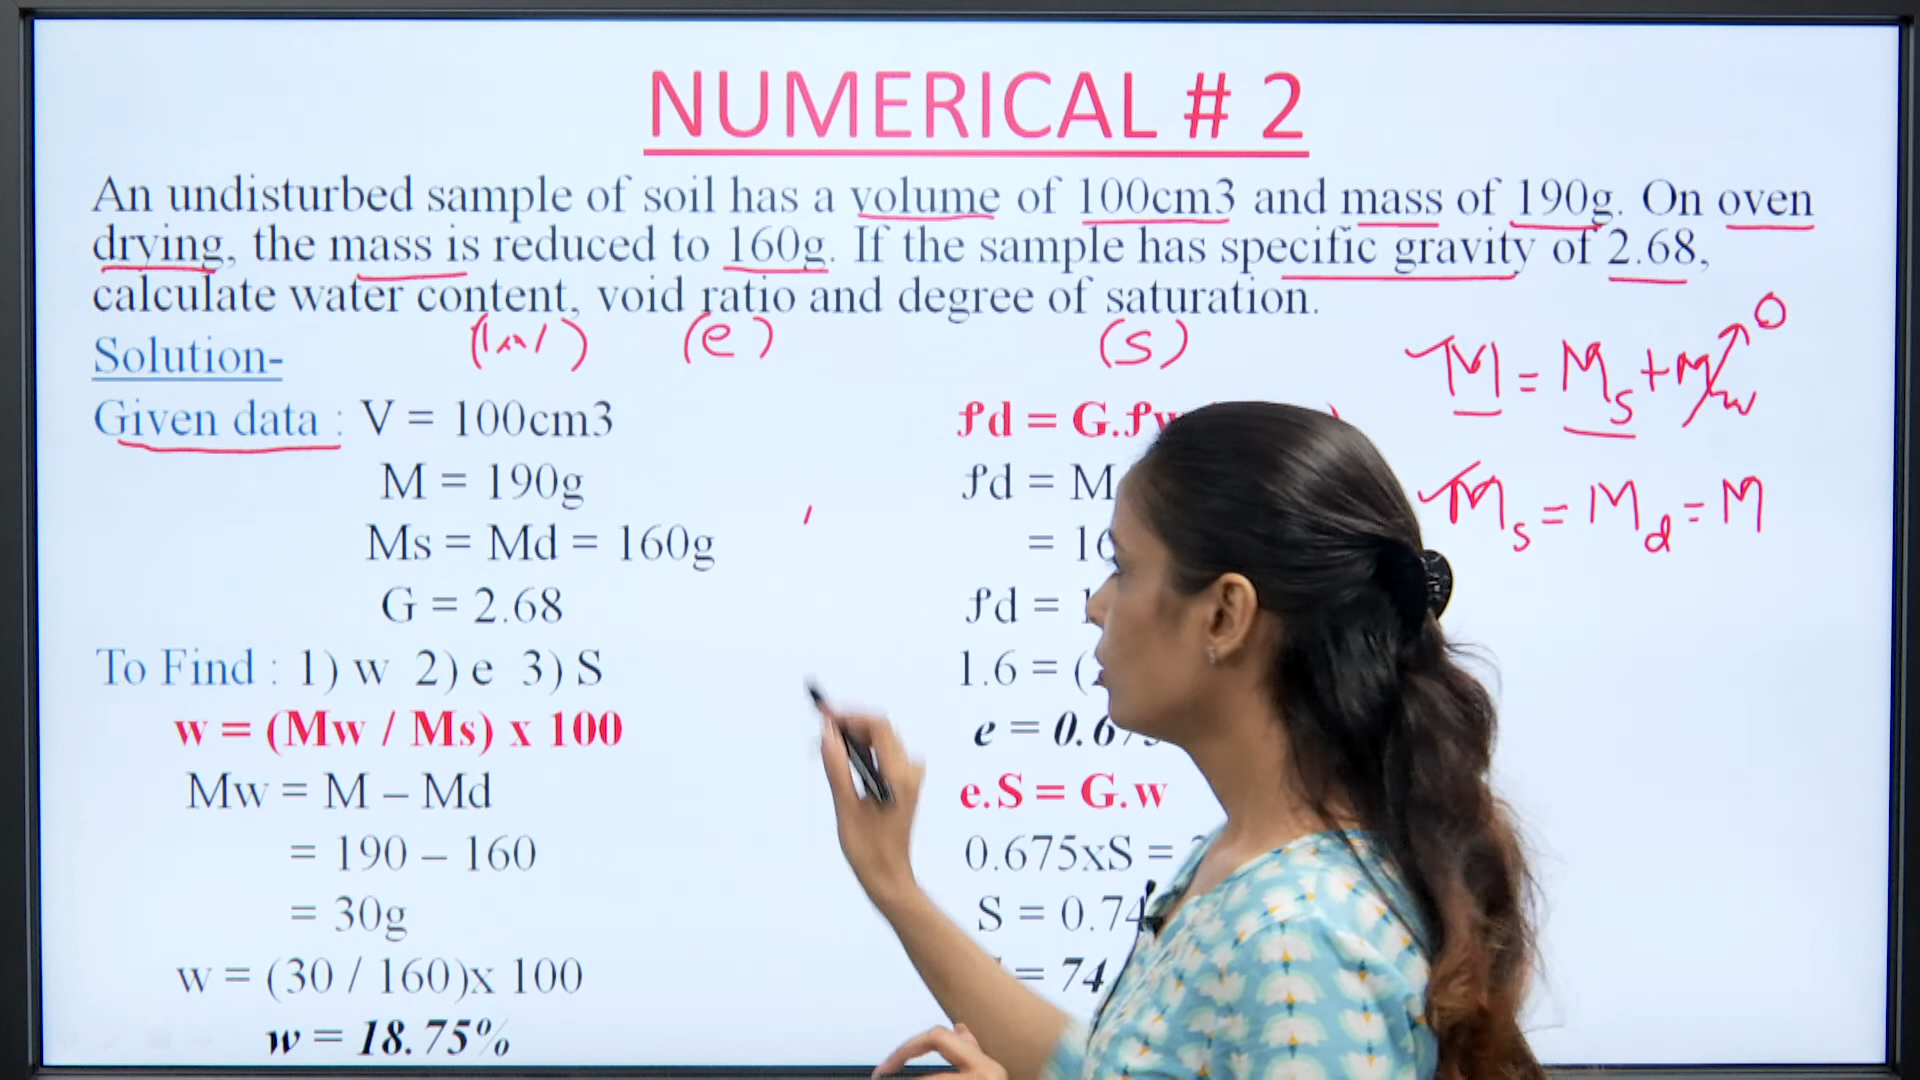 NUMERICAL # 2
An undisturbed sample of soil has a volume of 100cm3 and mass of 190g. On oven
drying, the mass is reduced to 160g. If the sample has specific gravity of 2.68,
calculate water content, void ratio and degree of saturation.
(e) (S)
Solution-
Given data : V = 100cm3
M = 190g
Ms = Md = 160g
G = 2.68
To Find : 1) w 2) e 3) S
w = (Mw / Ms) x 100
Mw = M – Md
= 190 – 160
= 30g
w = (30 / 160)x 100
w = 18.75%
ƒd = G.ƒ
ƒd = M
= 16
ƒd =
1.6 = (
e = 0.675
e.S = G.w
0.675xS =
S = 0.74
= 74
M = Ms + Mw 0
Ms = Md = M